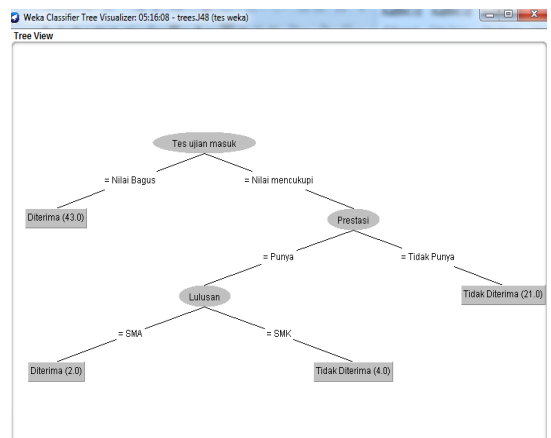 Weka Classifier Tree Visualizer: 05:16:08 - treesJ48 (tes weka)
Tree View
Tes ujian masuk
= Nilai Bagus
= Nilai mencukupi
Diterima (43.0)
Prestasi
= Punya
= Tidak Punya
Lulusan
Tidak Diterima (21.0)
= SMA
= SMK
Diterima (2.0)
Tidak Diterima (4.0)